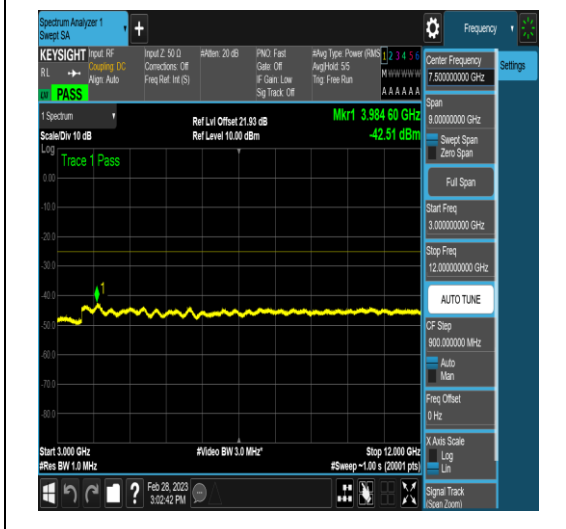 Spectrum Analyzer 1
Swept SA
+
Frequency
KEYSIGHT
Input: RF
Coupling: DC
Align: Auto
RL
PASS
Input Z: 50 Ω
Corrections: Off
Freq Ref: Int (S)
#Atten: 20 dB
PNO: Fast
Gate: Off
IF Gain: Low
Sig Track: Off
#Avg Type: Power (RMS
Avg|Hold: 5/5
Trig: Free Run
1 2 3 4 5 6
M W W W W W
A A A A A A
Settings
1 Spectrum
Scale/Div 10 dB
Ref Lvl Offset 21.93 dB
Ref Level 10.00 dBm
Mkr1 3.984 60 GHz
-42.51 dBm
Log
Trace 1 Pass
1
0.00
-10.0
-20.0
-30.0
-40.0
-50.0
-60.0
-70.0
-80.0
Start 3.000 GHz
#Res BW 1.0 MHz
#Video BW 3.0 MHz*
Stop 12.000 GHz
#Sweep ~1.00 s (20001 pts)
Center Frequency
7.500000000 GHz
Span
9.00000000 GHz
Swept Span
Zero Span
Full Span
Start Freq
3.000000000 GHz
Stop Freq
12.000000000 GHz
AUTO TUNE
CF Step
900.000000 MHz
Auto
Man
Freq Offset
0 Hz
X Axis Scale
Log
Lin
Signal Track
(Span Zoom)
?
Feb 28, 2023
3:02:42 PM